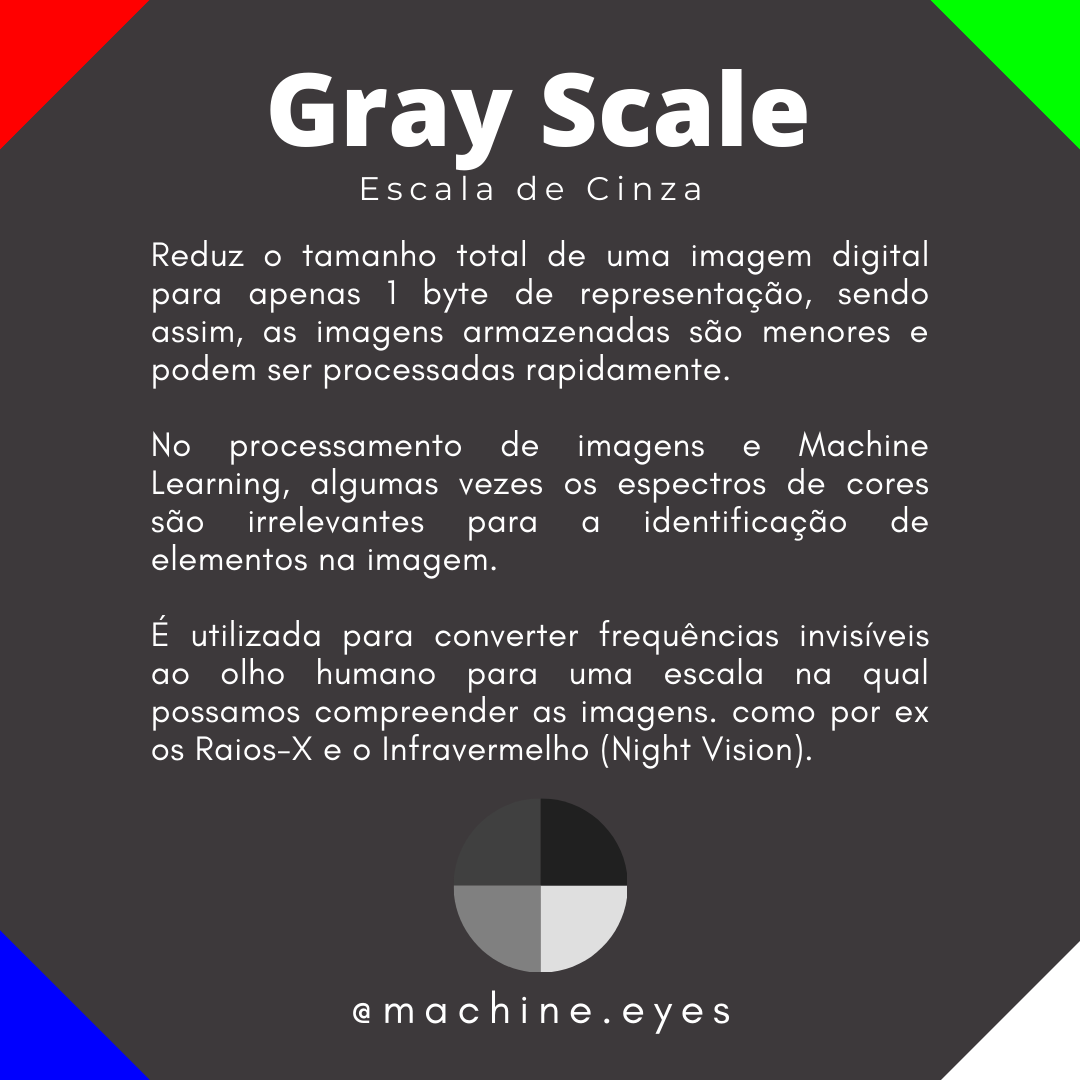 Gray Scale
Escala de Cinza
Reduz o tamanho total de uma imagem digital
para apenas 1 byte de representação, sendo
assim, as imagens armazenadas são menores e
podem ser processadas rapidamente.
No processamento de imagens e Machine
Learning, algumas vezes os espectros de cores
são irrelevantes para a identificação de
elementos na imagem.
É utilizada para converter frequências invisíveis
ao olho humano para uma escala na qual
possamos compreender as imagens. como por ex
os Raios-X e o Infravermelho (Night Vision).
@machine.eyes